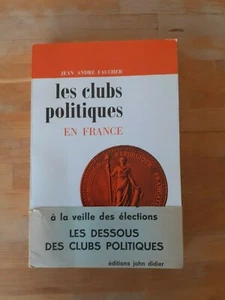 JEAN ANDRÉ FAUCHER
les clubs
politiques
EN FRANCE
à la veille des élections
LES DESSOUS
DES CLUBS POLITIQUES
éditions john didier